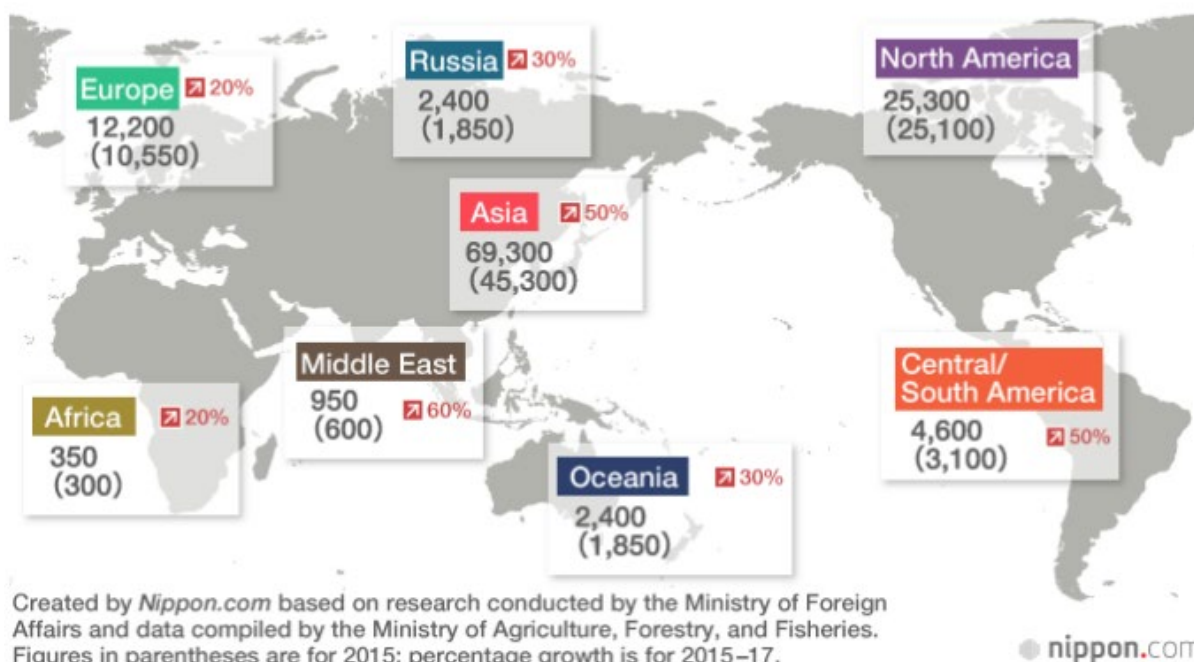 Europe 20%
12,200
(10,550)
Russia 30%
2,400
(1,850)
North America
25,300
(25,100)
Asia 50%
69,300
(45,300)
Middle East
950
(600) 60%
Africa 20%
350
(300)
Oceania 30%
2,400
(1,850)
Central/
South America
4,600
(3,100) 50%
Created by Nippon.com based on research conducted by the Ministry of Foreign
Affairs and data compiled by the Ministry of Agriculture, Forestry, and Fisheries.
Figures in parentheses are for 2015; percentage growth is for 2015–17.
nippon.com